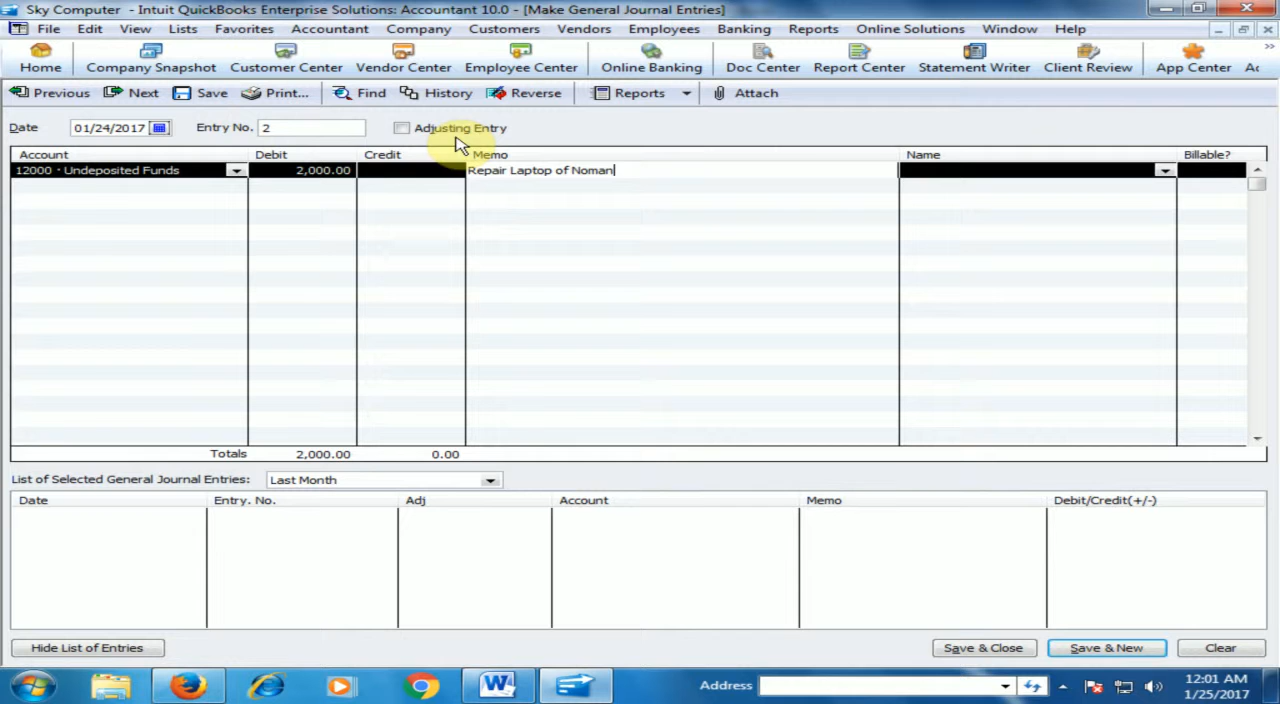 Sky Computer - Intuit QuickBooks Enterprise Solutions: Accountant 10.0 - [Make General Journal Entries]
File Edit View Lists Favorites Accountant Company Customers Vendors Employees Banking Reports Online Solutions Window Help
Home Company Snapshot Customer Center Vendor Center Employee Center Online Banking Doc Center Report Center Statement Writer Client Review App Center Ac
Previous Next Save Print... Find History Reverse Reports Attach
Date 01/24/2017 Entry No. 2 Adjusting Entry
Account Debit Credit Memo Name Billable?
12000 · Undeposited Funds 2,000.00 Repair Laptop of Noman
Totals 2,000.00 0.00
List of Selected General Journal Entries: Last Month
Date Entry. No. Adj Account Memo Debit/Credit(+/-)
Hide List of Entries Save & Close Save & New Clear
Address 12:01 AM
1/25/2017